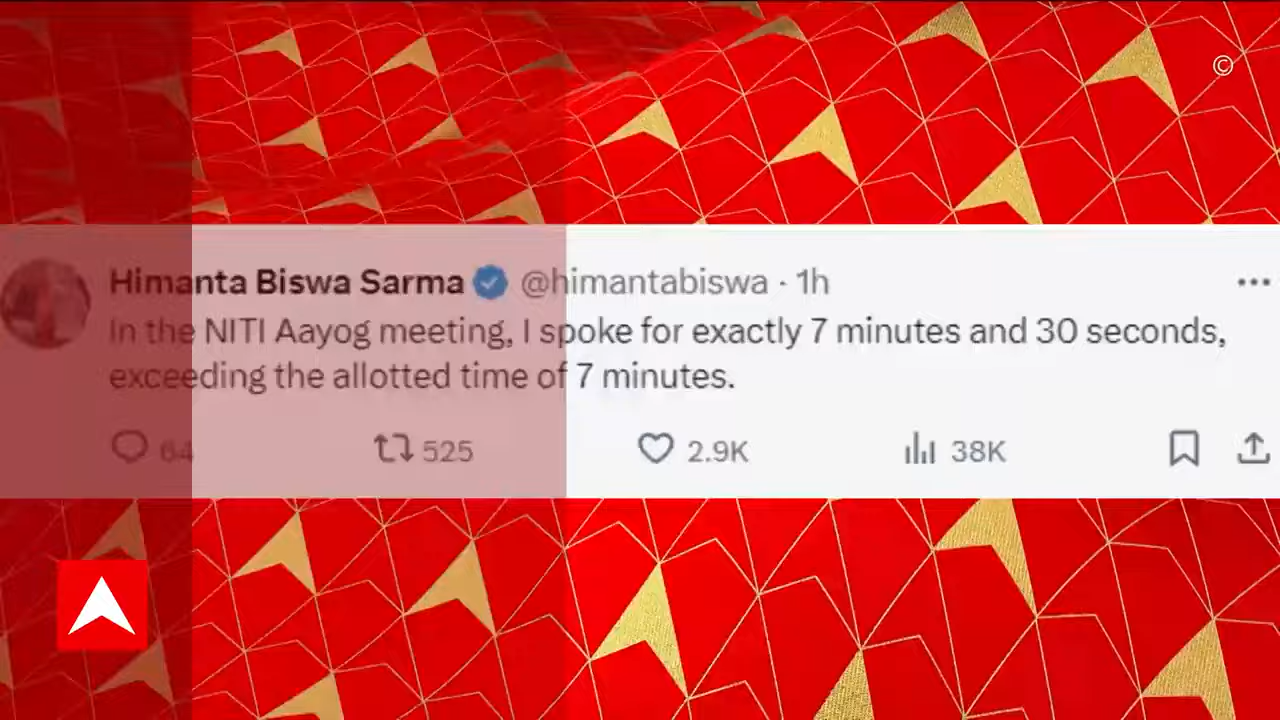 ©
Himanta Biswa Sarma @himantabiswa · 1h
In the NITI Aayog meeting, I spoke for exactly 7 minutes and 30 seconds,
exceeding the allotted time of 7 minutes.
64 525 2.9K 38K